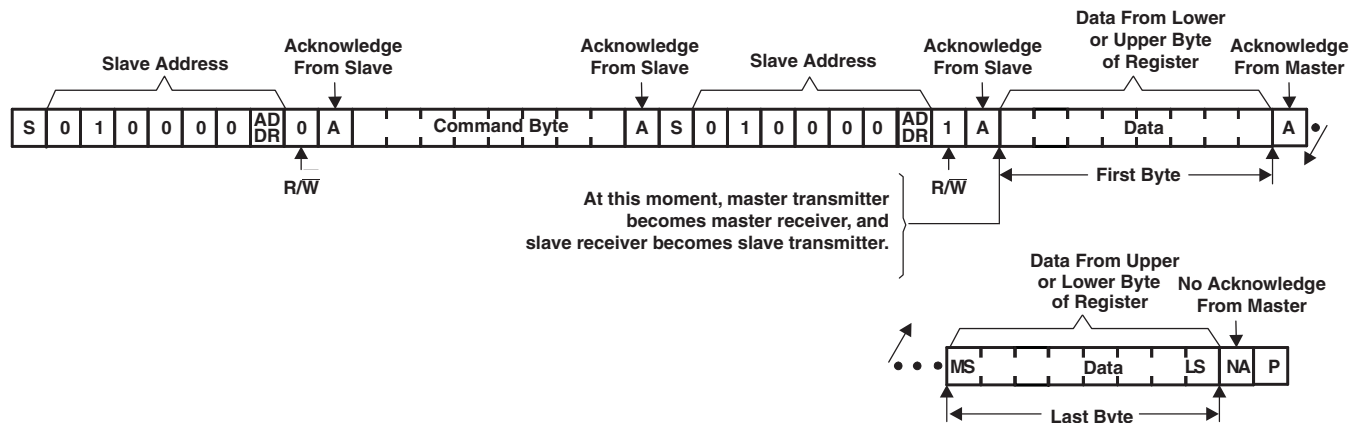 Slave Address
Acknowledge
From Slave
Acknowledge
From Slave
Slave Address
Acknowledge
From Slave
Data From Lower
or Upper Byte
of Register
Acknowledge
From Master
S 0 1 0 0 0 0 AD DR 0 A Command Byte A S 0 1 0 0 0 0 AD DR 1 A Data A
R/W̅
R/W̅
First Byte
At this moment, master transmitter
becomes master receiver, and
slave receiver becomes slave transmitter.
Data From Upper
or Lower Byte
of Register
No Acknowledge
From Master
MS Data LS NA P
Last Byte